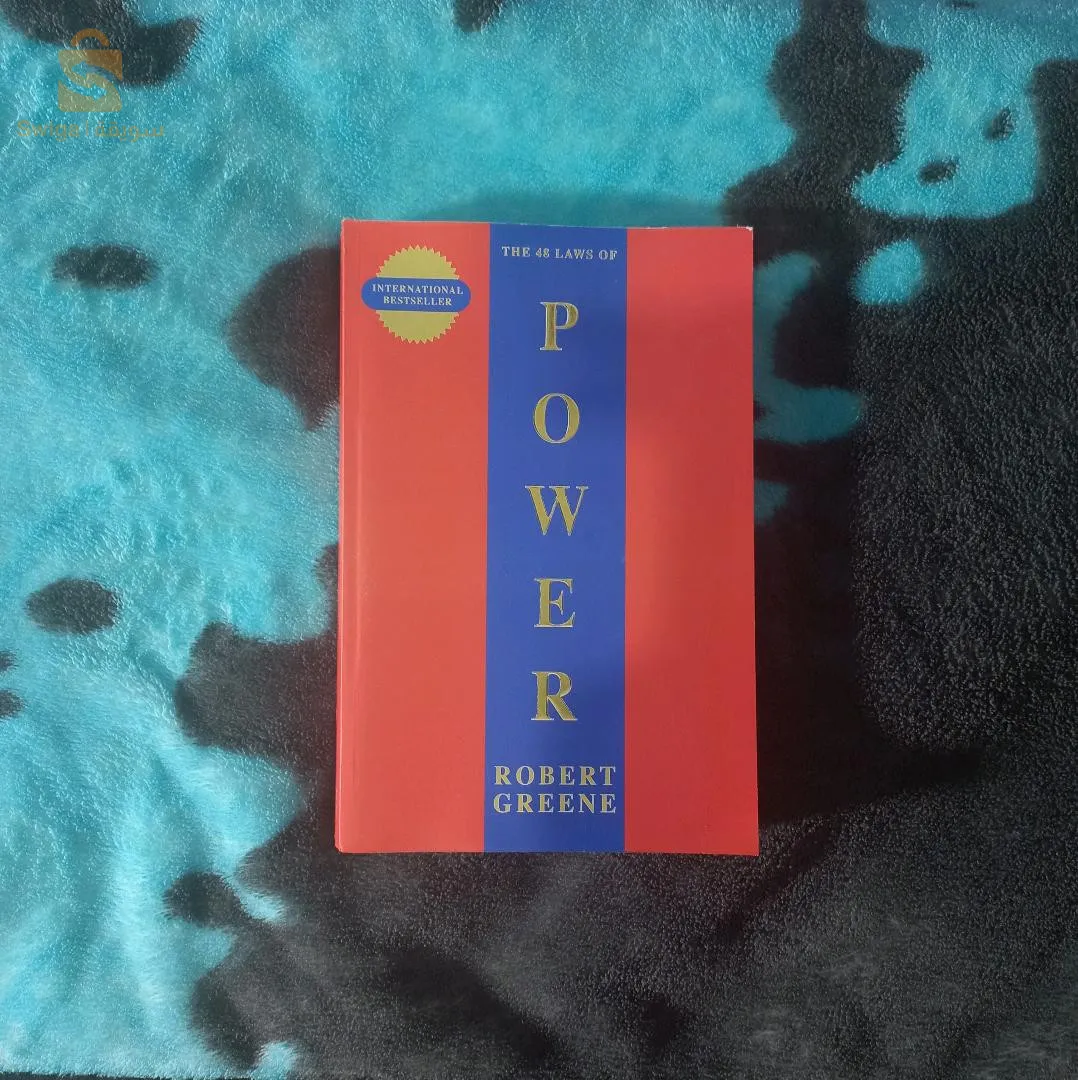 THE 48 LAWS OF
INTERNATIONAL
BESTSELLER
P
O
W
E
R
ROBERT
GREENE